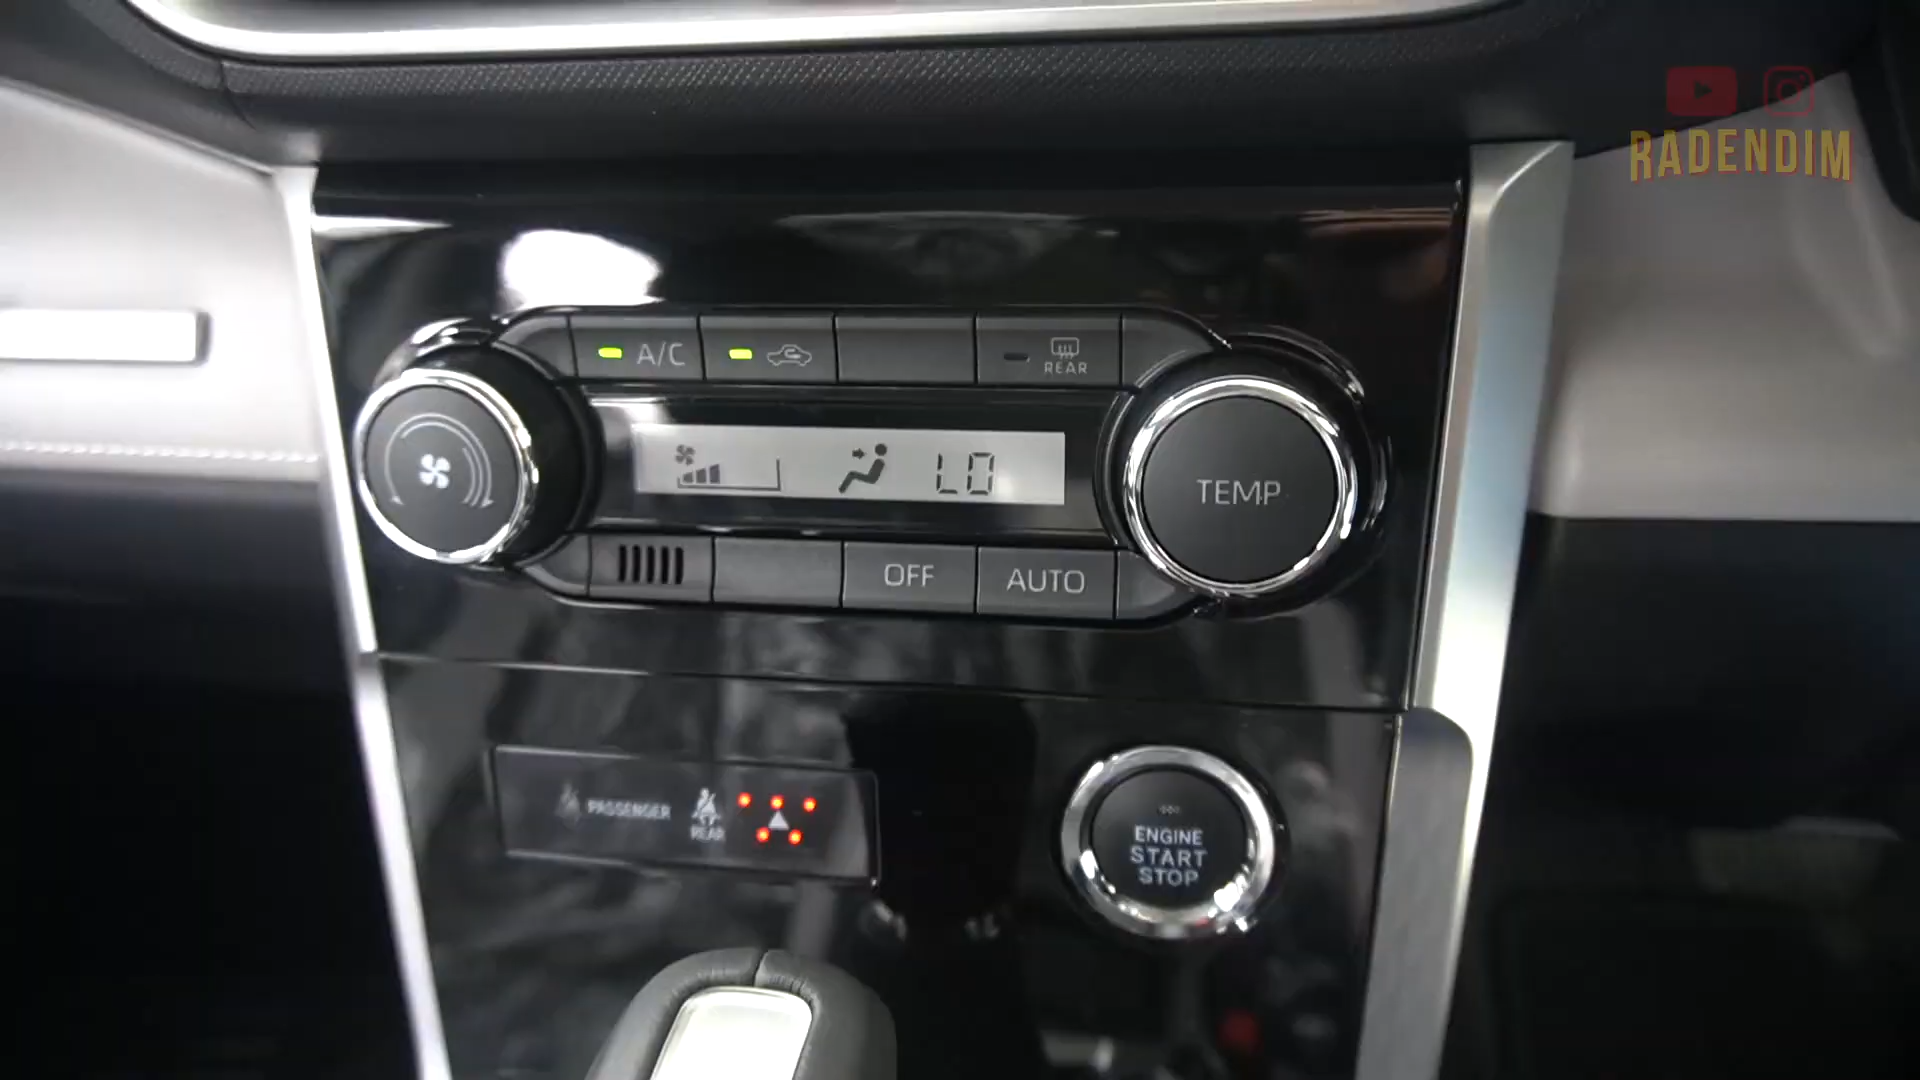 RADENDIM
A/C
REAR
LO
TEMP
OFF
AUTO
PASSENGER
REAR
ENGINE
START
STOP